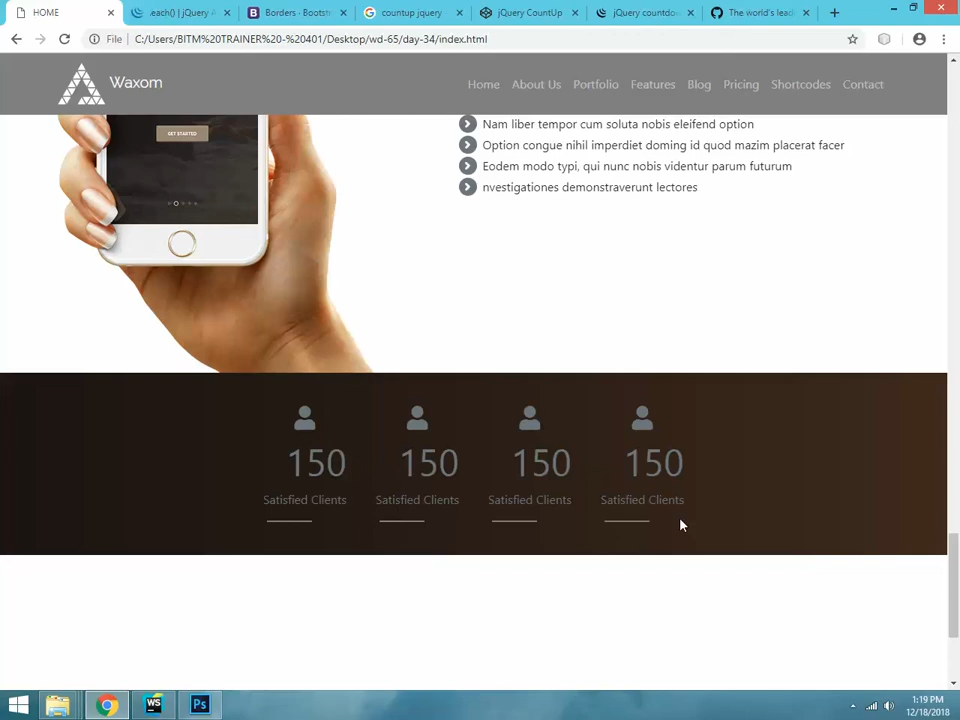 HOME
.each() | jQuery A
Borders · Bootst
countup jquery
jQuery CountUp
jQuery countdow
The world's lead
File
C:/Users/BITM%20TRAINER%20-%20401/Desktop/wd-65/day-34/index.html
Waxom
Home About Us Portfolio Features Blog Pricing Shortcodes Contact
GET STARTED
Nam liber tempor cum soluta nobis eleifend option
Option congue nihil imperdiet doming id quod mazim placerat facer
Eodem modo typi, qui nunc nobis videntur parum futurum
nvestigationes demonstraverunt lectores
150 150 150 150
Satisfied Clients Satisfied Clients Satisfied Clients Satisfied Clients
WS
Ps
1:19 PM
12/18/2018